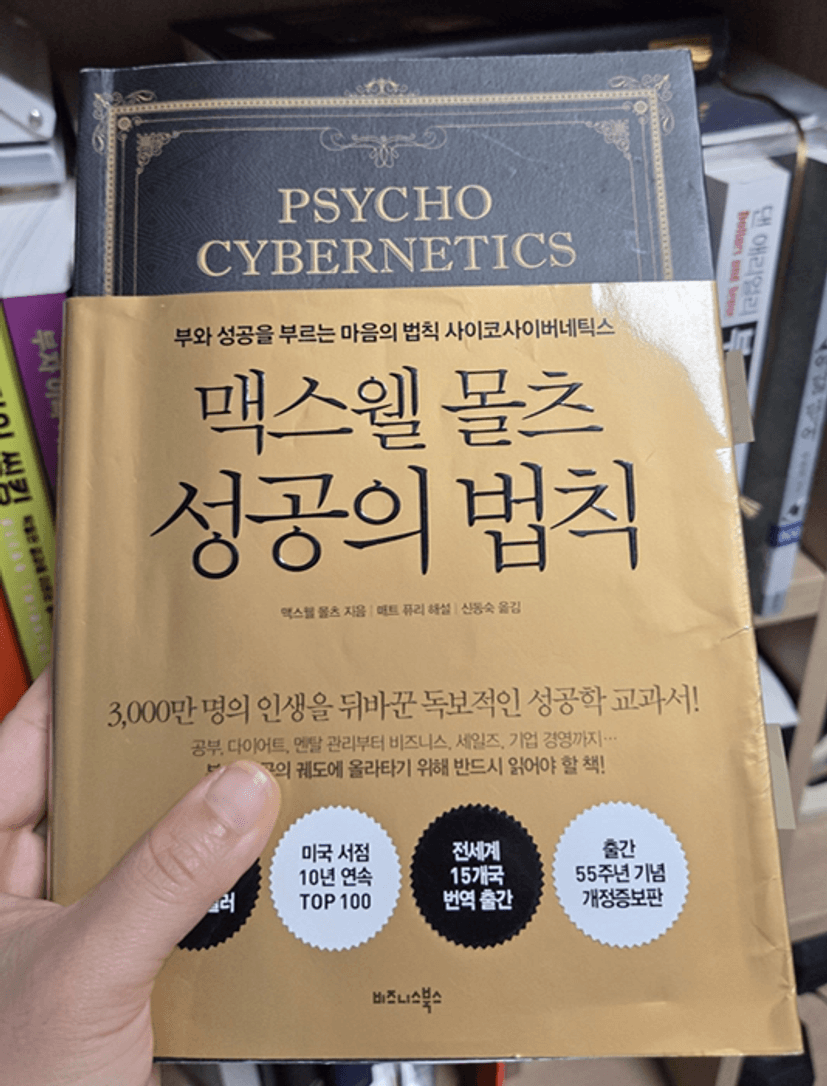 PSYCHO
CYBERNETICS
부와 성공을 부르는 마음의 법칙 사이코사이버네틱스
맥스웰 몰츠
성공의 법칙
맥스웰 몰츠 지음 | 매트 퓨리 해설 | 신동숙 옮김
3,000만 명의 인생을 뒤바꾼 독보적인 성공학 교과서!
공부, 다이어트, 멘탈 관리부터 비즈니스, 세일즈, 기업 경영까지…
궤도에 올라타기 위해 반드시 읽어야 할 책!
미국 서점
10년 연속
TOP 100
전세계
15개국
번역 출간
출간
55주년 기념
개정증보판
비즈니스북스
댄 애리얼리